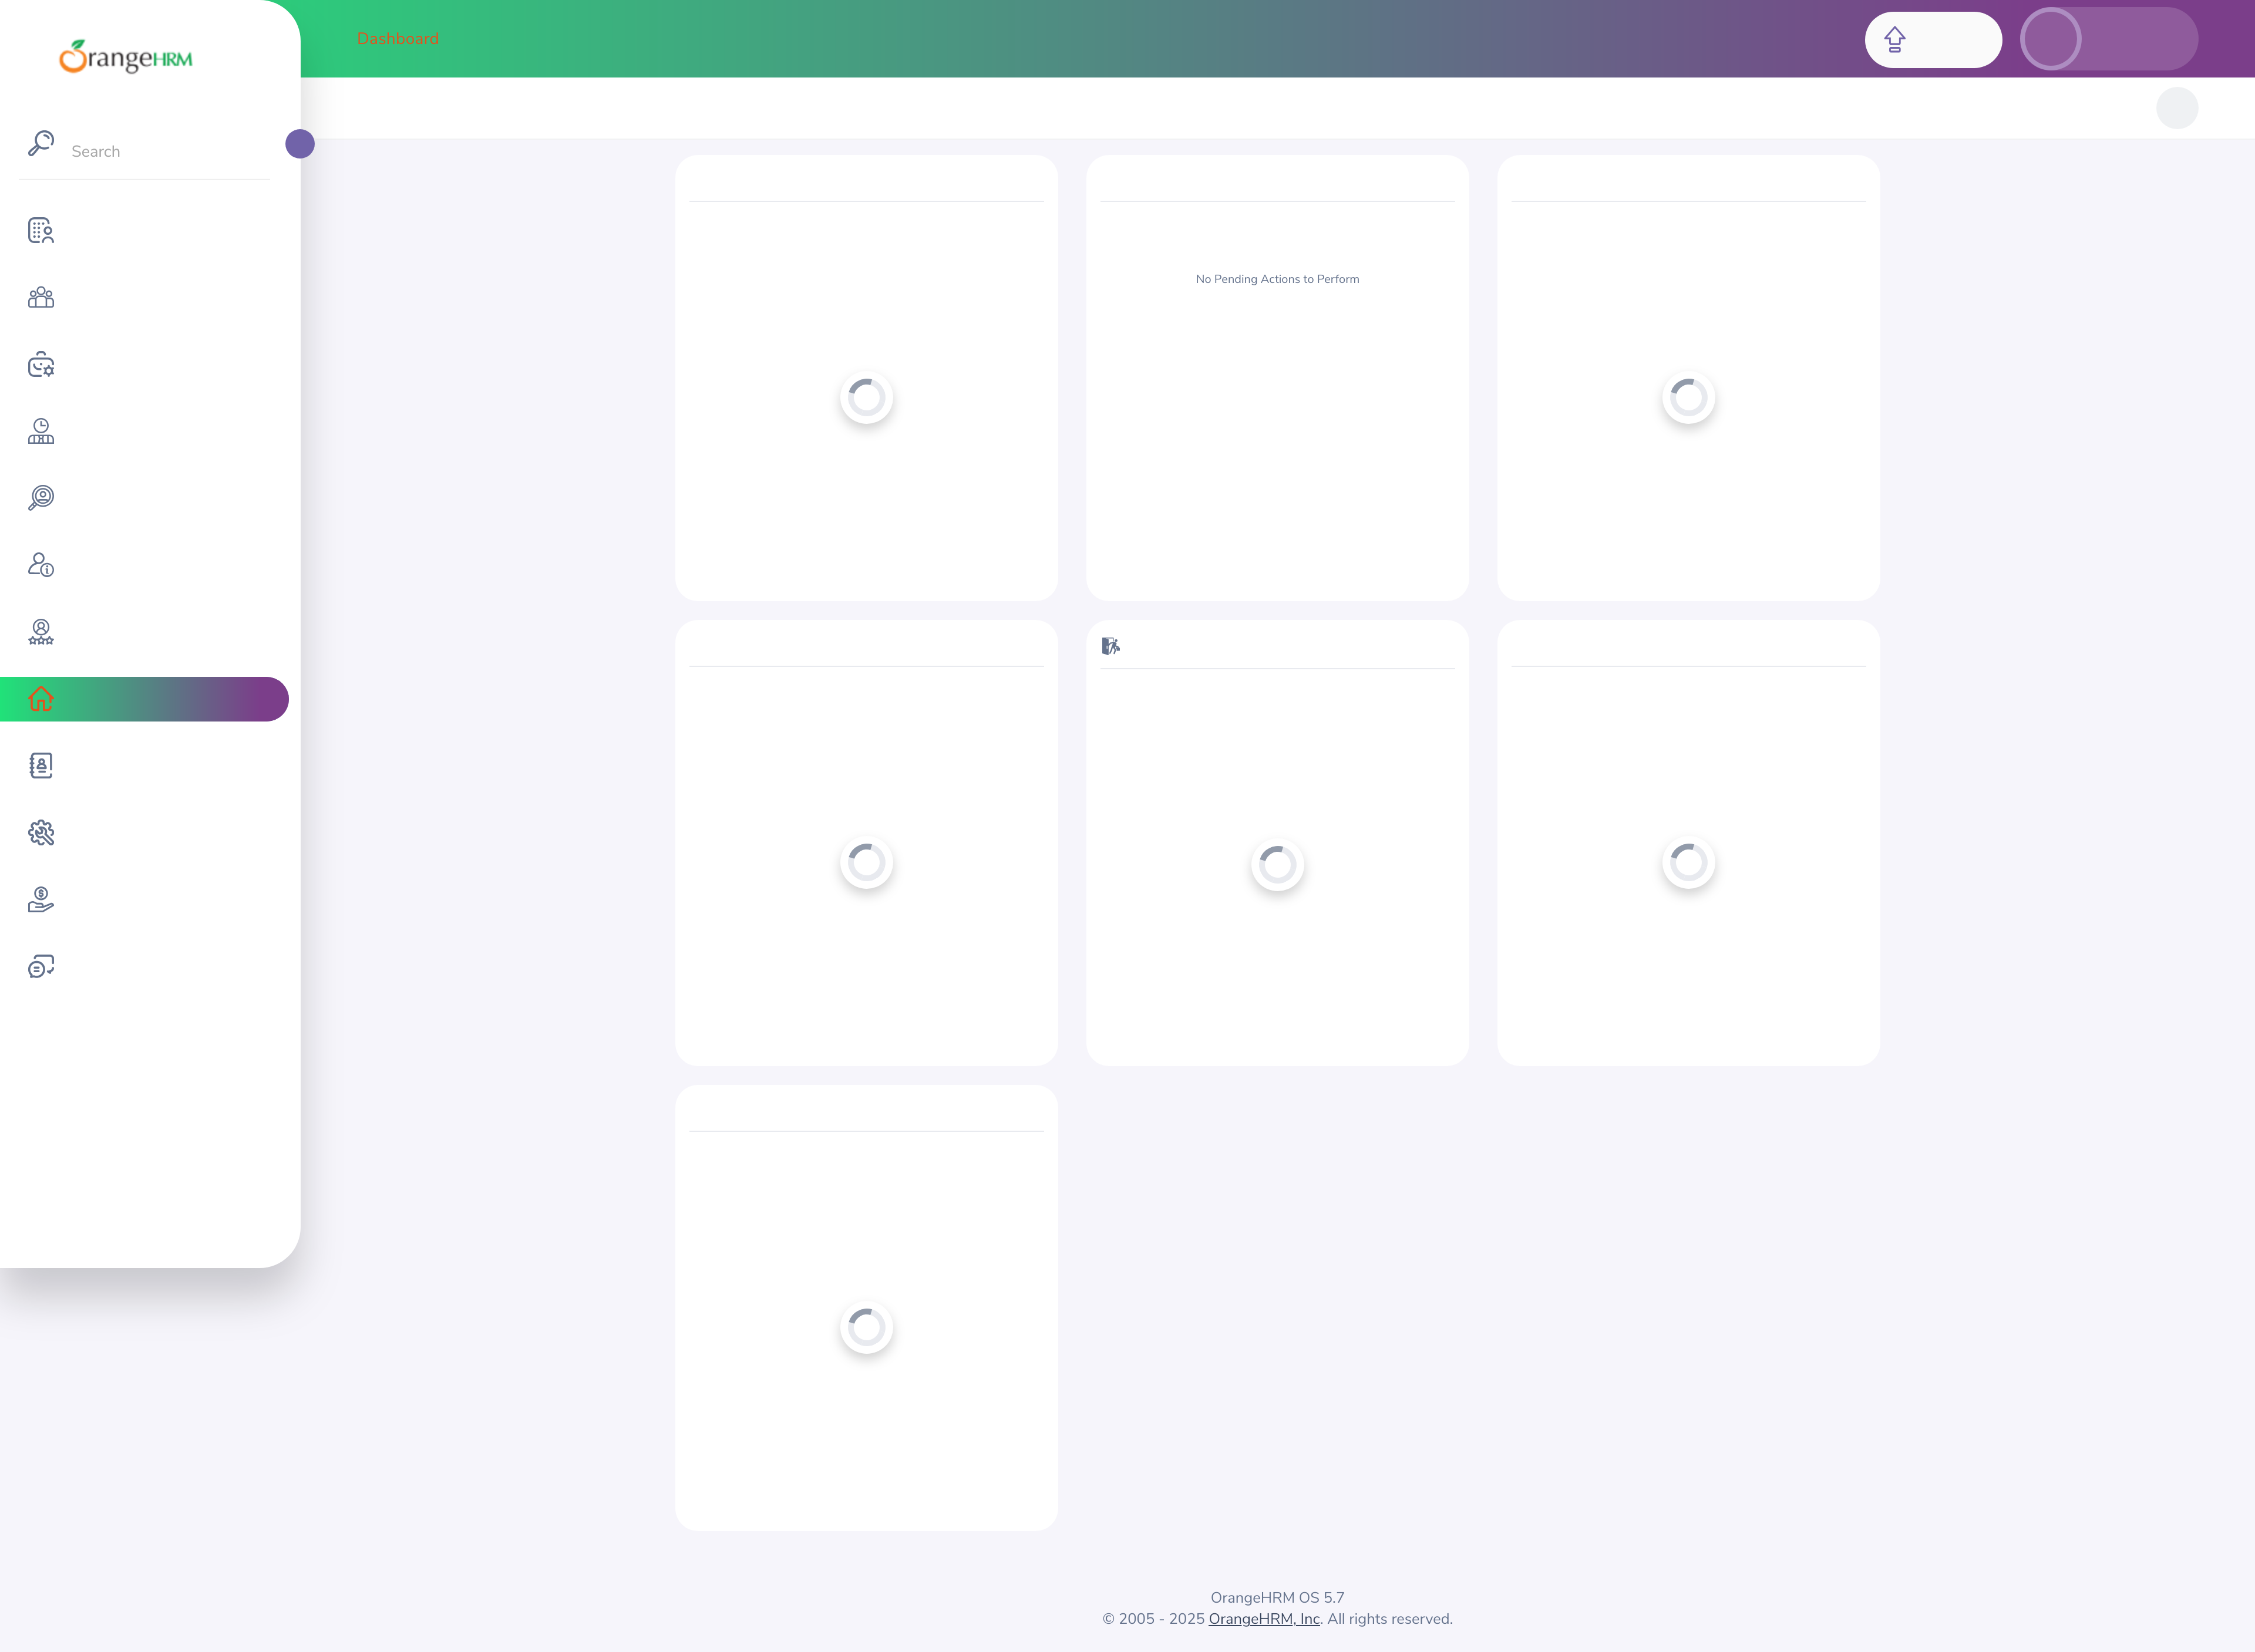 OrangeHRM
Dashboard
Search
No Pending Actions to Perform
OrangeHRM OS 5.7
© 2005 - 2025 OrangeHRM, Inc. All rights reserved.